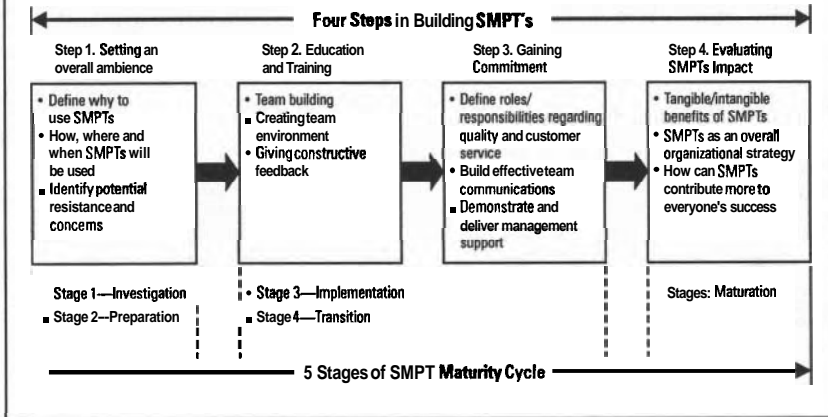 Four Steps in Building SMPT's
Step 1. Setting an
overall ambience
• Define why to
use SMPTs
• How, where and
when SMPTs will
be used
■ Identify potential
resistance and
concerns
Step 2. Education
and Training
• Team building
■ Creating team
environment
• Giving constructive
feedback
Step 3. Gaining
Commitment
• Define roles/
responsibilities regarding
quality and customer
service
• Build effective team
communications
■ Demonstrate and
deliver management
support
Step 4. Evaluating
SMPTs Impact
• Tangible/intangible
benefits of SMPTs
• SMPTs as an overall
organizational strategy
• How can SMPTs
contribute more to
everyone's success
Stage 1—Investigation
■ Stage 2--Preparation
• Stage 3—Implementation
■ Stage 4—Transition
Stages: Maturation
5 Stages of SMPT Maturity Cycle